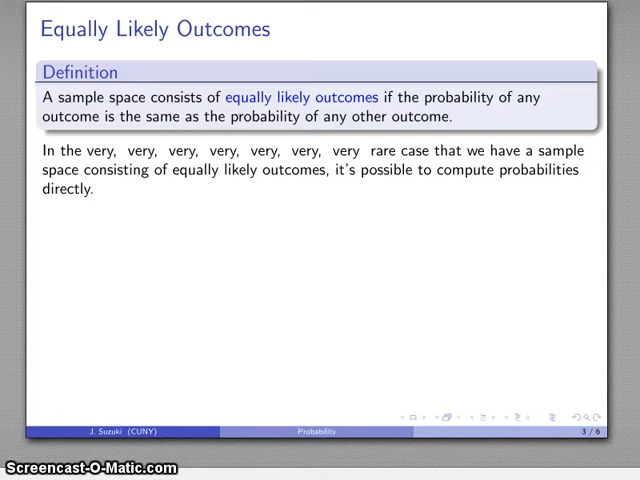 Equally Likely Outcomes
Definition
A sample space consists of equally likely outcomes if the probability of any
outcome is the same as the probability of any other outcome.
In the very, very, very, very, very, very, very rare case that we have a sample
space consisting of equally likely outcomes, it's possible to compute probabilities
directly.
J. Suzuki (CUNY) Probability 3 / 6
Screencast-O-Matic.com